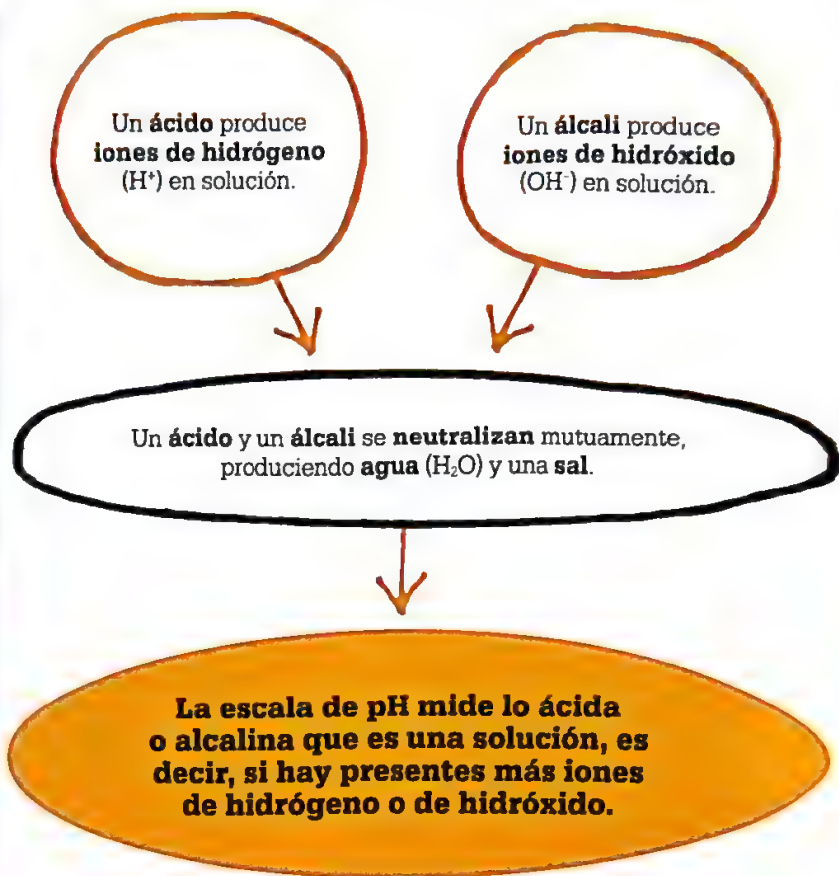 Un ácido produce
iones de hidrógeno
(H⁺) en solución.
Un álcali produce
iones de hidróxido
(OH⁻) en solución.
Un ácido y un álcali se neutralizan mutuamente,
produciendo agua (H₂O) y una sal.
La escala de pH mide lo ácida
o alcalina que es una solución, es
decir, si hay presentes más iones
de hidrógeno o de hidróxido.